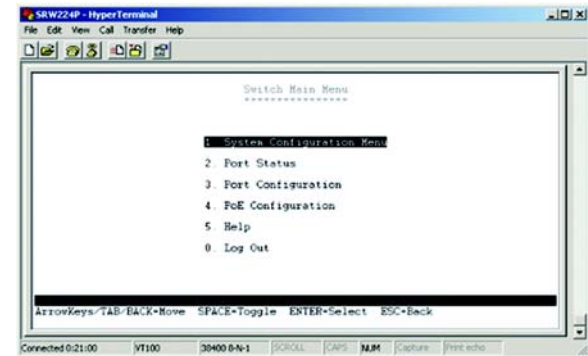 SRW224P - HyperTerminal
File Edit View Call Transfer Help
Switch Main Menu
================
1. System Configuration Menu
2. Port Status
3. Port Configuration
4. PoE Configuration
5. Help
0. Log Out
ArrowKeys/TAB/BACK=Move SPACE=Toggle ENTER=Select ESC=Back
Connected 0:21:00 VT100 38400 8-N-1 SCROLL CAPS NUM Capture Print echo